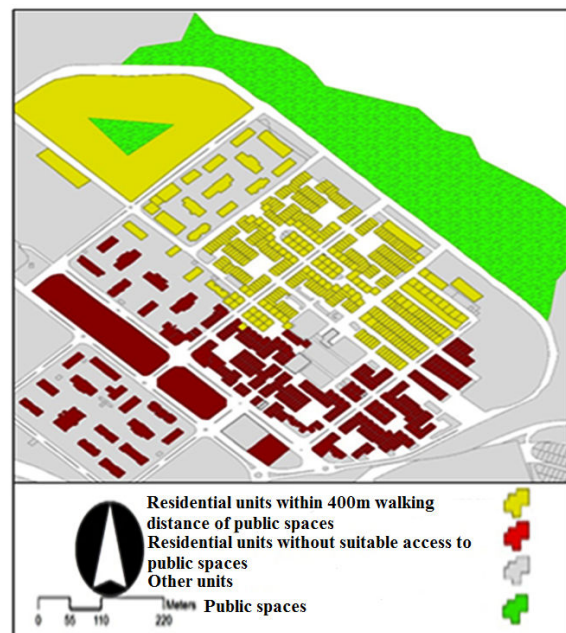 Residential units within 400m walking
distance of public spaces
Residential units without suitable access to
public spaces
Other units
Public spaces
Meters
0 55 110 220